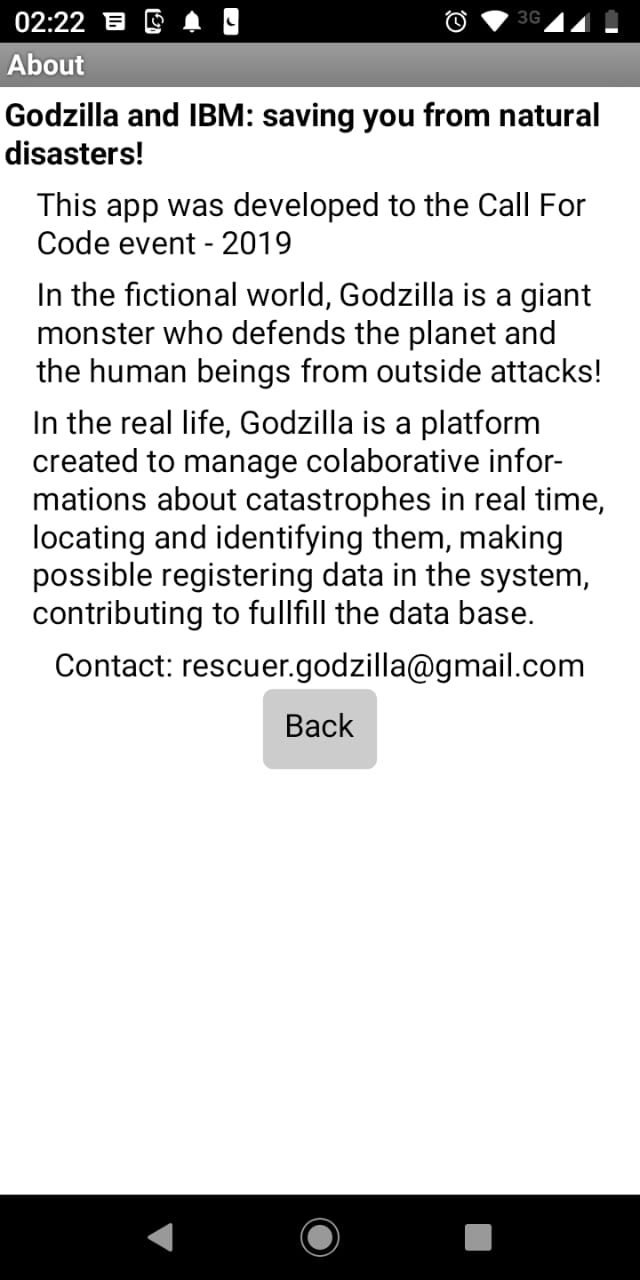 02:22
3G
About
Godzilla and IBM: saving you from natural
disasters!
This app was developed to the Call For
Code event - 2019
In the fictional world, Godzilla is a giant
monster who defends the planet and
the human beings from outside attacks!
In the real life, Godzilla is a platform
created to manage colaborative infor-
mations about catastrophes in real time,
locating and identifying them, making
possible registering data in the system,
contributing to fullfill the data base.
Contact: rescuer.godzilla@gmail.com
Back